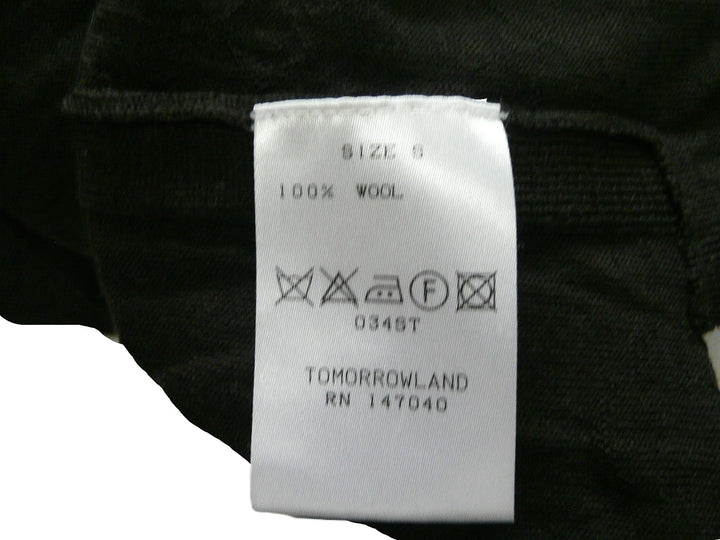 SIZE S
100% WOOL
F
034ST
TOMORROWLAND
RN 147040